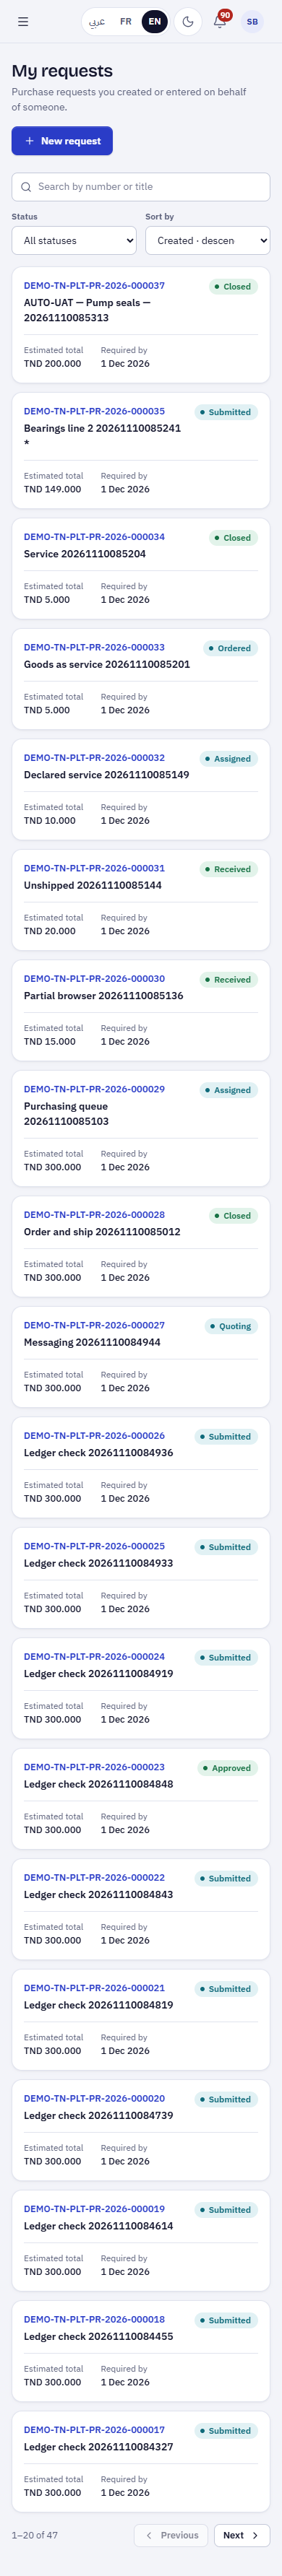 عربي FR EN 90 SB
My requests
Purchase requests you created or entered on behalf
of someone.
New request
Search by number or title
Status Sort by
All statuses Created · descen
DEMO-TN-PLT-PR-2026-000037 Closed
AUTO-UAT — Pump seals —
20261110085313
Estimated total Required by
TND 200.000 1 Dec 2026
DEMO-TN-PLT-PR-2026-000035 Submitted
Bearings line 2 20261110085241
*
Estimated total Required by
TND 149.000 1 Dec 2026
DEMO-TN-PLT-PR-2026-000034 Closed
Service 20261110085204
Estimated total Required by
TND 5.000 1 Dec 2026
DEMO-TN-PLT-PR-2026-000033 Ordered
Goods as service 20261110085201
Estimated total Required by
TND 5.000 1 Dec 2026
DEMO-TN-PLT-PR-2026-000032 Assigned
Declared service 20261110085149
Estimated total Required by
TND 10.000 1 Dec 2026
DEMO-TN-PLT-PR-2026-000031 Received
Unshipped 20261110085144
Estimated total Required by
TND 20.000 1 Dec 2026
DEMO-TN-PLT-PR-2026-000030 Received
Partial browser 20261110085136
Estimated total Required by
TND 15.000 1 Dec 2026
DEMO-TN-PLT-PR-2026-000029 Assigned
Purchasing queue
20261110085103
Estimated total Required by
TND 300.000 1 Dec 2026
DEMO-TN-PLT-PR-2026-000028 Closed
Order and ship 20261110085012
Estimated total Required by
TND 300.000 1 Dec 2026
DEMO-TN-PLT-PR-2026-000027 Quoting
Messaging 20261110084944
Estimated total Required by
TND 300.000 1 Dec 2026
DEMO-TN-PLT-PR-2026-000026 Submitted
Ledger check 20261110084936
Estimated total Required by
TND 300.000 1 Dec 2026
DEMO-TN-PLT-PR-2026-000025 Submitted
Ledger check 20261110084933
Estimated total Required by
TND 300.000 1 Dec 2026
DEMO-TN-PLT-PR-2026-000024 Submitted
Ledger check 20261110084919
Estimated total Required by
TND 300.000 1 Dec 2026
DEMO-TN-PLT-PR-2026-000023 Approved
Ledger check 20261110084848
Estimated total Required by
TND 300.000 1 Dec 2026
DEMO-TN-PLT-PR-2026-000022 Submitted
Ledger check 20261110084843
Estimated total Required by
TND 300.000 1 Dec 2026
DEMO-TN-PLT-PR-2026-000021 Submitted
Ledger check 20261110084819
Estimated total Required by
TND 300.000 1 Dec 2026
DEMO-TN-PLT-PR-2026-000020 Submitted
Ledger check 20261110084739
Estimated total Required by
TND 300.000 1 Dec 2026
DEMO-TN-PLT-PR-2026-000019 Submitted
Ledger check 20261110084614
Estimated total Required by
TND 300.000 1 Dec 2026
DEMO-TN-PLT-PR-2026-000018 Submitted
Ledger check 20261110084455
Estimated total Required by
TND 300.000 1 Dec 2026
DEMO-TN-PLT-PR-2026-000017 Submitted
Ledger check 20261110084327
Estimated total Required by
TND 300.000 1 Dec 2026
1–20 of 47 Previous Next